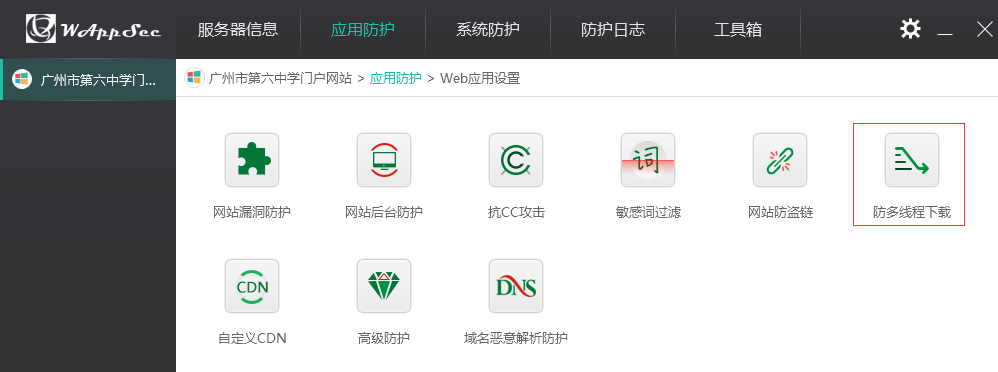 WAppSec 服务器信息 应用防护 系统防护 防护日志 工具箱
广州市第六中学门...
广州市第六中学门户网站 > 应用防护 > Web应用设置
词
网站漏洞防护 网站后台防护 抗CC攻击 敏感词过滤 网站防盗链 防多线程下载
CDN DNS
自定义CDN 高级防护 域名恶意解析防护